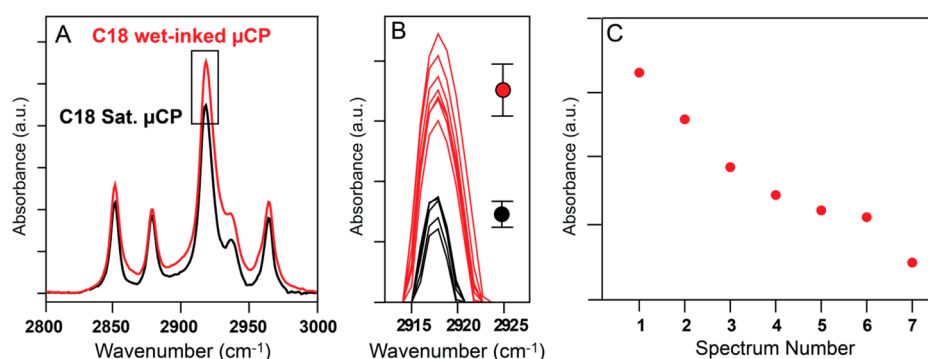 A
C18 wet-inked µCP
C18 Sat. µCP
Absorbance (a.u.)
2800 2850 2900 2950 3000
Wavenumber (cm-1)
B
Absorbance (a.u.)
2915 2920 2925
Wavenumber (cm-1)
C
Absorbance (a.u.)
1 2 3 4 5 6 7
Spectrum Number